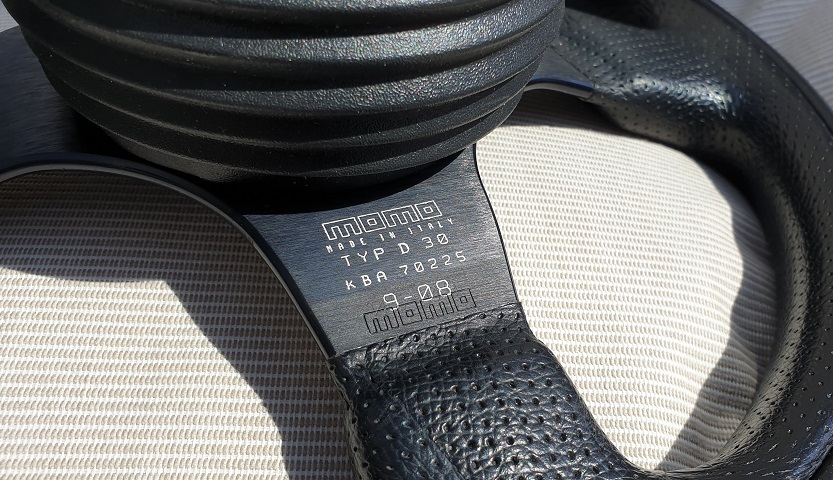 momo
MADE IN ITALY
TYP D 30
KBA 70225
9-08
momo